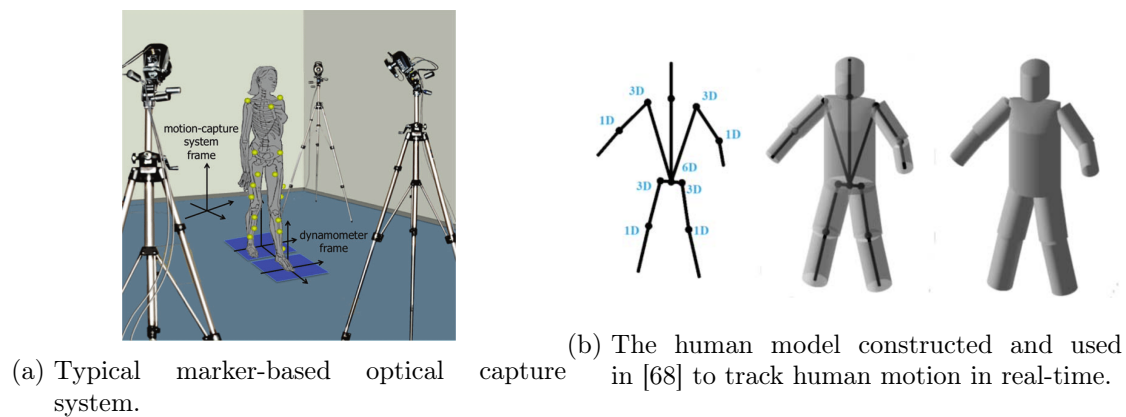 motion-capture
system
frame
dynamometer
frame
3D
3D
1D
1D
6D
3D
3D
1D
1D
(a) Typical marker-based optical capture
system.
(b) The human model constructed and used
in [68] to track human motion in real-time.